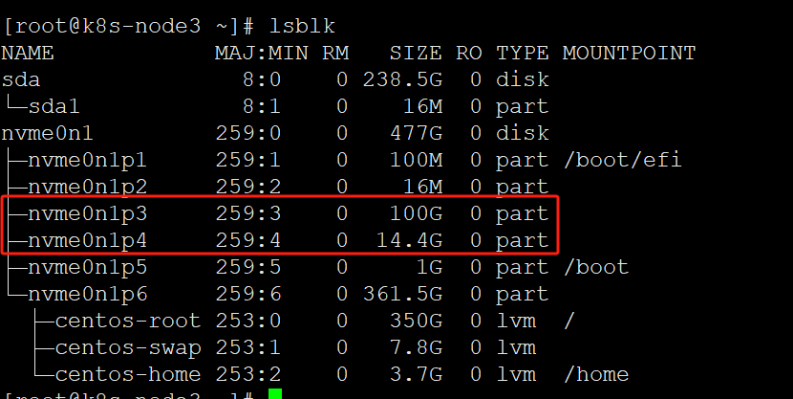 [root@k8s-node3 ~]# lsblk
NAME            MAJ:MIN RM   SIZE RO TYPE MOUNTPOINT
sda               8:0    0 238.5G  0 disk
└─sda1            8:1    0    16M  0 part
nvme0n1         259:0    0   477G  0 disk
├─nvme0n1p1     259:1    0   100M  0 part /boot/efi
├─nvme0n1p2     259:2    0    16M  0 part
├─nvme0n1p3     259:3    0   100G  0 part
├─nvme0n1p4     259:4    0  14.4G  0 part
├─nvme0n1p5     259:5    0     1G  0 part /boot
└─nvme0n1p6     259:6    0 361.5G  0 part
  ├─centos-root 253:0    0   350G  0 lvm  /
  ├─centos-swap 253:1    0   7.8G  0 lvm
  └─centos-home 253:2    0   3.7G  0 lvm  /home
[root@k8s-node3 ~]#